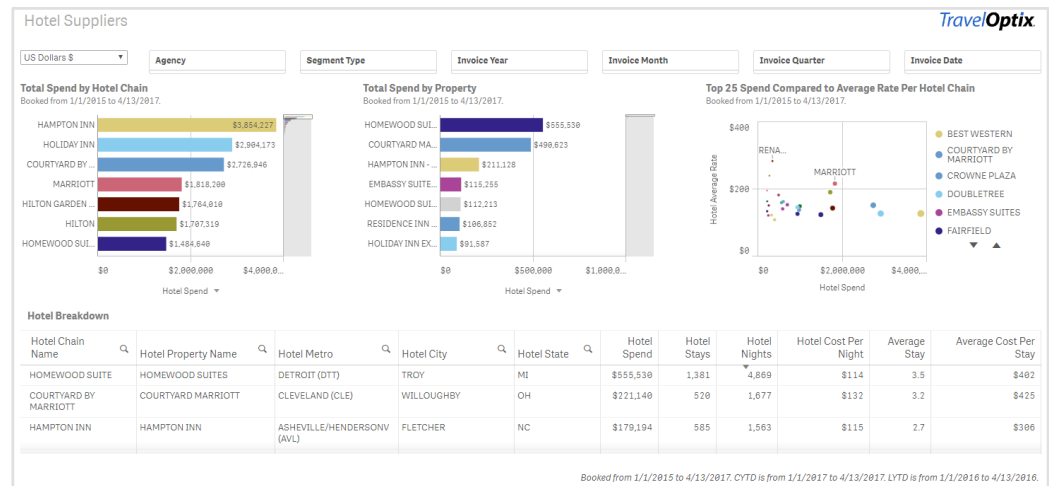 Hotel Suppliers
TravelOptix
US Dollars $
Agency
Segment Type
Invoice Year
Invoice Month
Invoice Quarter
Invoice Date
Total Spend by Hotel Chain
Booked from 1/1/2015 to 4/13/2017.
HAMPTON INN $3,854,227
HOLIDAY INN $2,904,173
COURTYARD BY ... $2,726,946
MARRIOTT $1,818,200
HILTON GARDEN ... $1,764,010
HILTON $1,707,319
HOMEWOOD SUI... $1,484,640
$0 $2,000,000 $4,000,0...
Hotel Spend
Total Spend by Property
Booked from 1/1/2015 to 4/13/2017.
HOMEWOOD SUI... $555,530
COURTYARD MA... $490,623
HAMPTON INN - ... $211,128
EMBASSY SUITE... $115,255
HOMEWOOD SUI... $112,213
RESIDENCE INN ... $106,852
HOLIDAY INN EX... $91,587
$0 $500,000 $1,000,0...
Hotel Spend
Top 25 Spend Compared to Average Rate Per Hotel Chain
Booked from 1/1/2015 to 4/13/2017.
Hotel Average Rate
$400
$200
$0
RENA...
MARRIOTT
$0 $2,000,000 $4,000,...
Hotel Spend
BEST WESTERN
COURTYARD BY
MARRIOTT
CROWNE PLAZA
DOUBLETREE
EMBASSY SUITES
FAIRFIELD
Hotel Breakdown
Hotel Chain Name Hotel Property Name Hotel Metro Hotel City Hotel State Hotel Spend Hotel Stays Hotel Nights Hotel Cost Per Night Average Stay Average Cost Per Stay
HOMEWOOD SUITE HOMEWOOD SUITES DETROIT (DTT) TROY MI $555,530 1,381 4,869 $114 3.5 $402
COURTYARD BY MARRIOTT COURTYARD MARRIOTT CLEVELAND (CLE) WILLOUGHBY OH $221,140 520 1,677 $132 3.2 $425
HAMPTON INN HAMPTON INN ASHEVILLE/HENDERSONV (AVL) FLETCHER NC $179,194 585 1,563 $115 2.7 $306
Booked from 1/1/2015 to 4/13/2017. CYTD is from 1/1/2017 to 4/13/2017. LYTD is from 1/1/2016 to 4/13/2016.